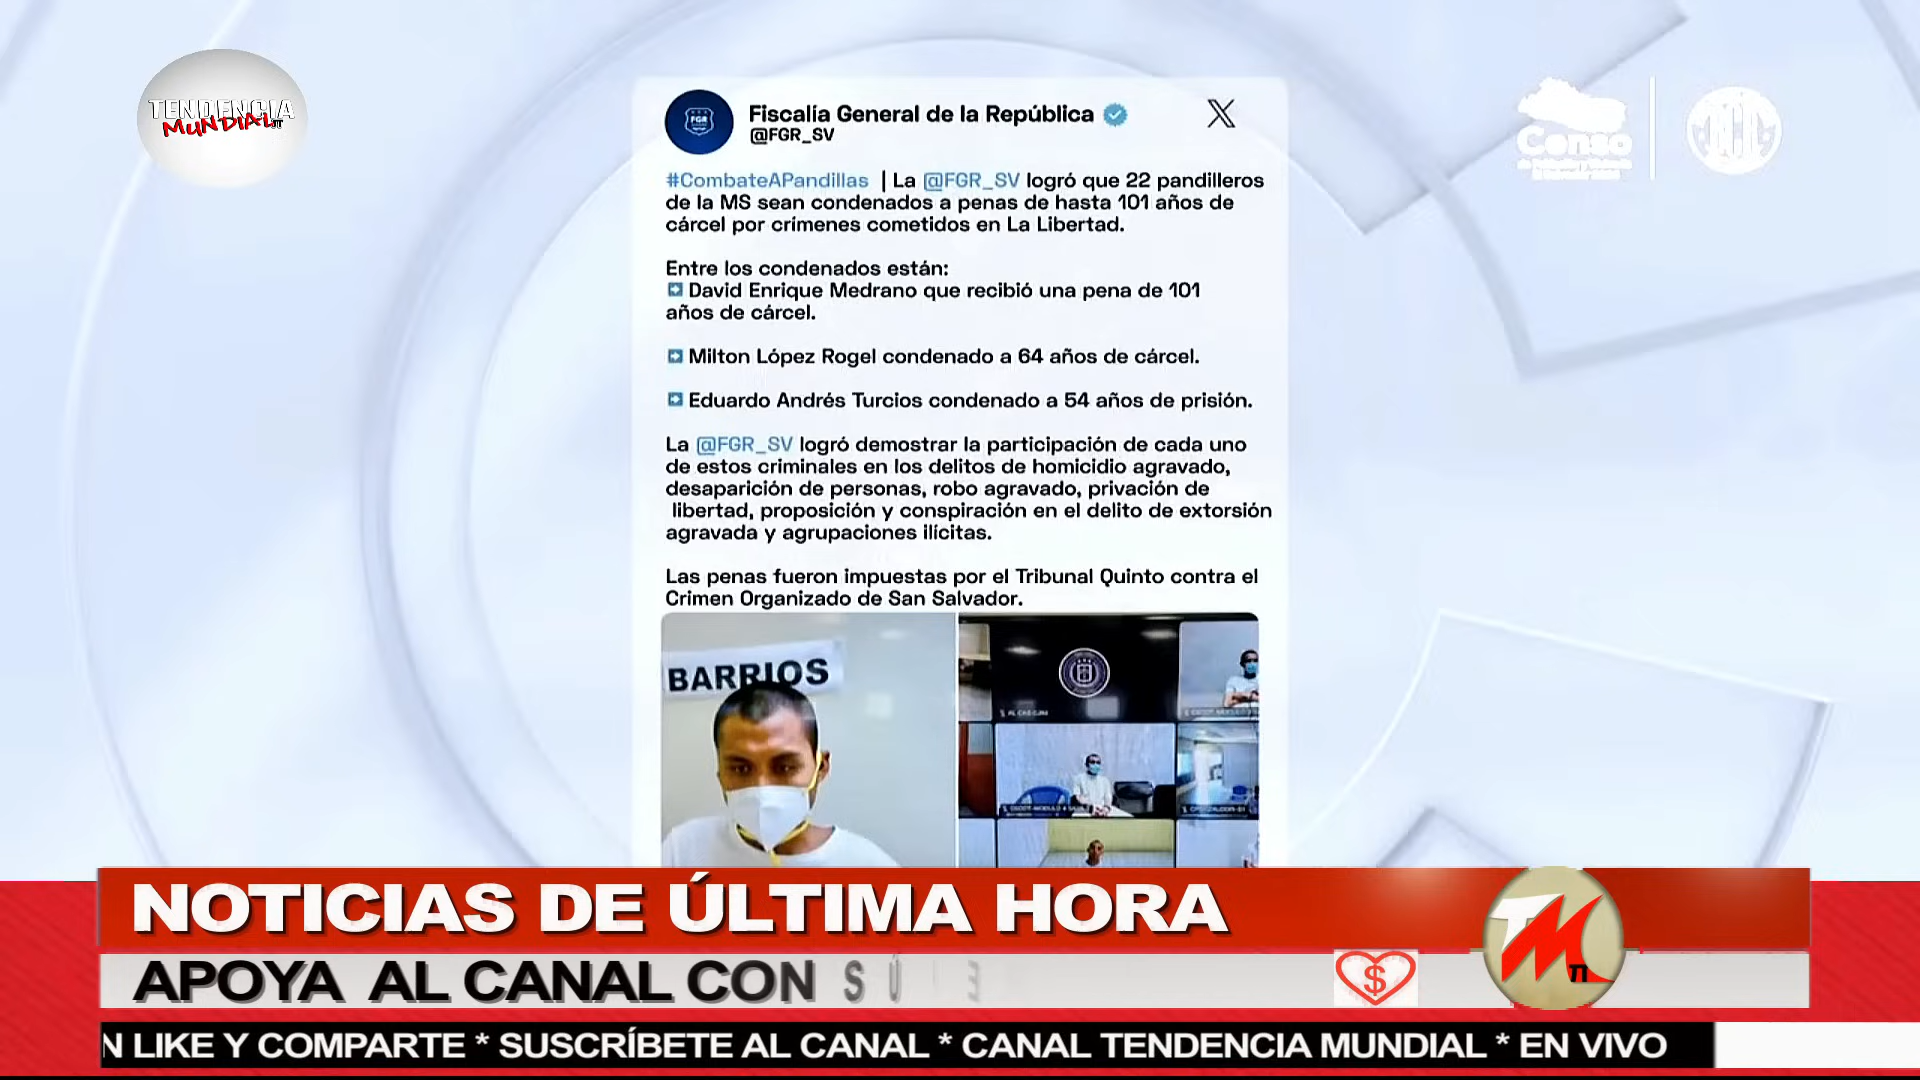 TENDENCIA
MUNDIAL
Conso
Fiscalía General de la República
@FGR_SV
FGR
#CombateAPandillas | La @FGR_SV logró que 22 pandilleros
de la MS sean condenados a penas de hasta 101 años de
cárcel por crímenes cometidos en La Libertad.
Entre los condenados están:
David Enrique Medrano que recibió una pena de 101
años de cárcel.
Milton López Rogel condenado a 64 años de cárcel.
Eduardo Andrés Turcios condenado a 54 años de prisión.
La @FGR_SV logró demostrar la participación de cada uno
de estos criminales en los delitos de homicidio agravado,
desaparición de personas, robo agravado, privación de
libertad, proposición y conspiración en el delito de extorsión
agravada y agrupaciones ilícitas.
Las penas fueron impuestas por el Tribunal Quinto contra el
Crimen Organizado de San Salvador.
BARRIOS
NOTICIAS DE ÚLTIMA HORA
APOYA AL CANAL CON S Ú
$
TM
N LIKE Y COMPARTE * SUSCRÍBETE AL CANAL * CANAL TENDENCIA MUNDIAL * EN VIVO